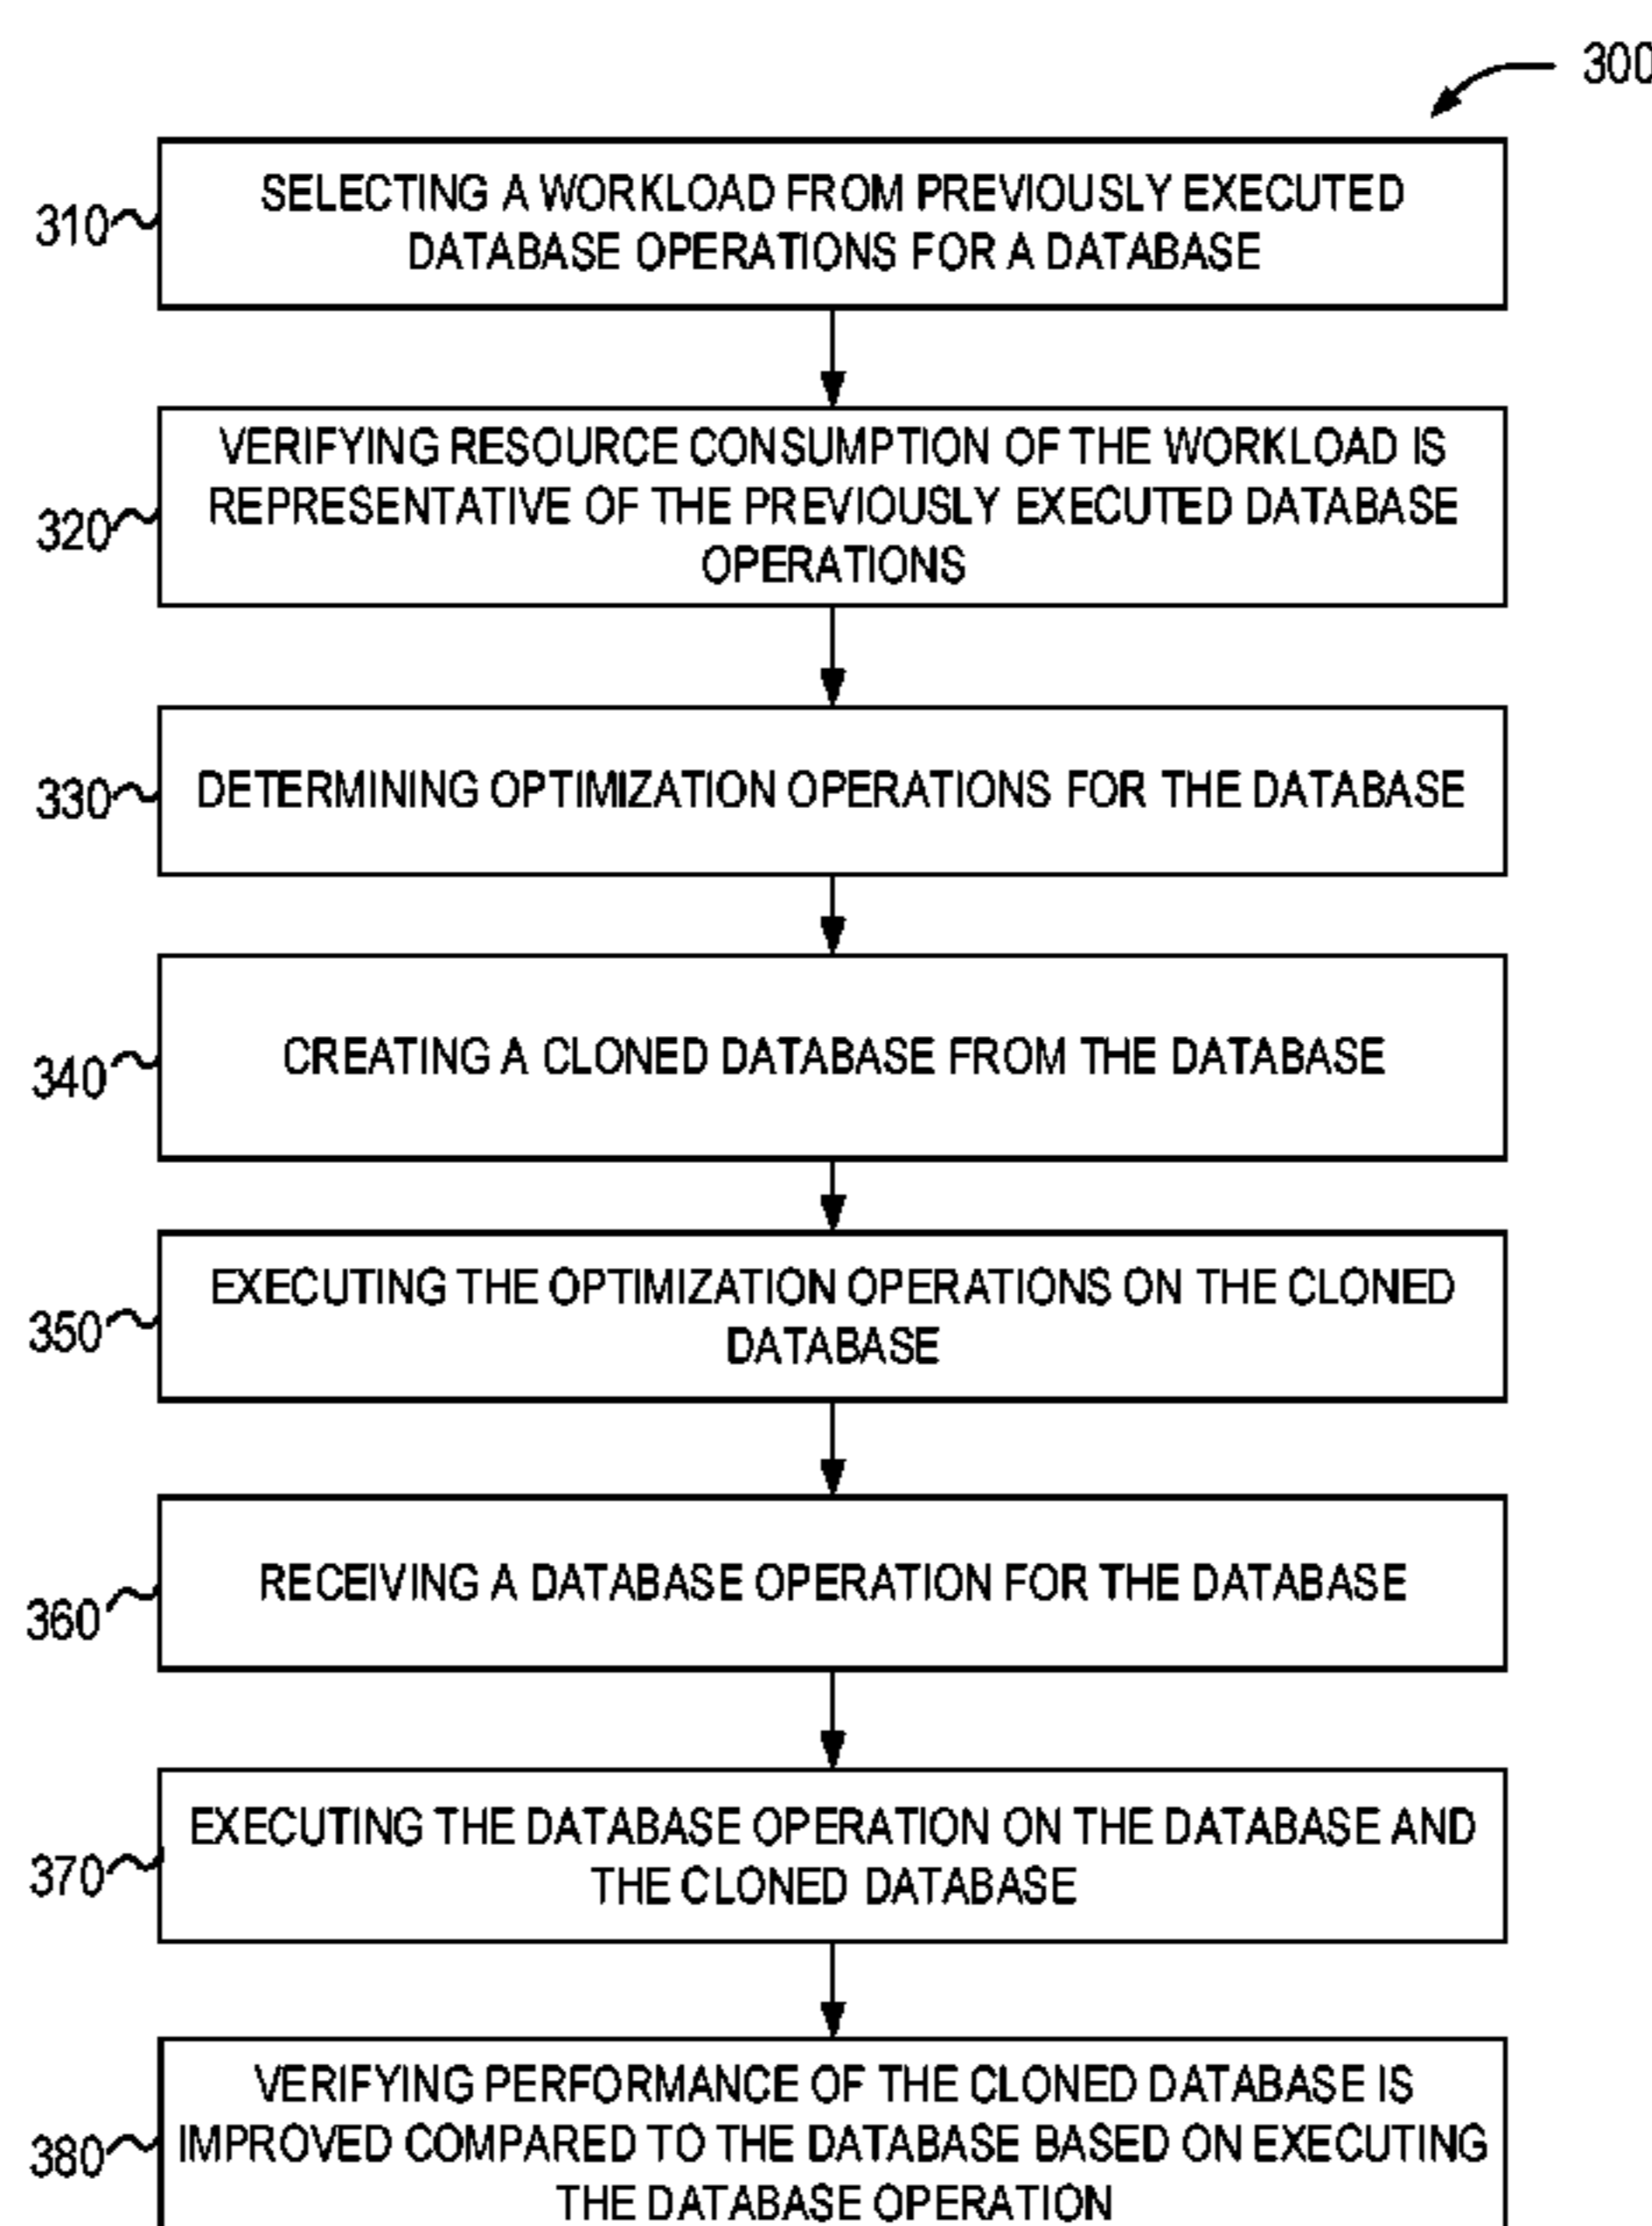 300
310
SELECTING A WORKLOAD FROM PREVIOUSLY EXECUTED
DATABASE OPERATIONS FOR A DATABASE
320
VERIFYING RESOURCE CONSUMPTION OF THE WORKLOAD IS
REPRESENTATIVE OF THE PREVIOUSLY EXECUTED DATABASE
OPERATIONS
330
DETERMINING OPTIMIZATION OPERATIONS FOR THE DATABASE
340
CREATING A CLONED DATABASE FROM THE DATABASE
350
EXECUTING THE OPTIMIZATION OPERATIONS ON THE CLONED
DATABASE
360
RECEIVING A DATABASE OPERATION FOR THE DATABASE
370
EXECUTING THE DATABASE OPERATION ON THE DATABASE AND
THE CLONED DATABASE
380
VERIFYING PERFORMANCE OF THE CLONED DATABASE IS
IMPROVED COMPARED TO THE DATABASE BASED ON EXECUTING
THE DATABASE OPERATION